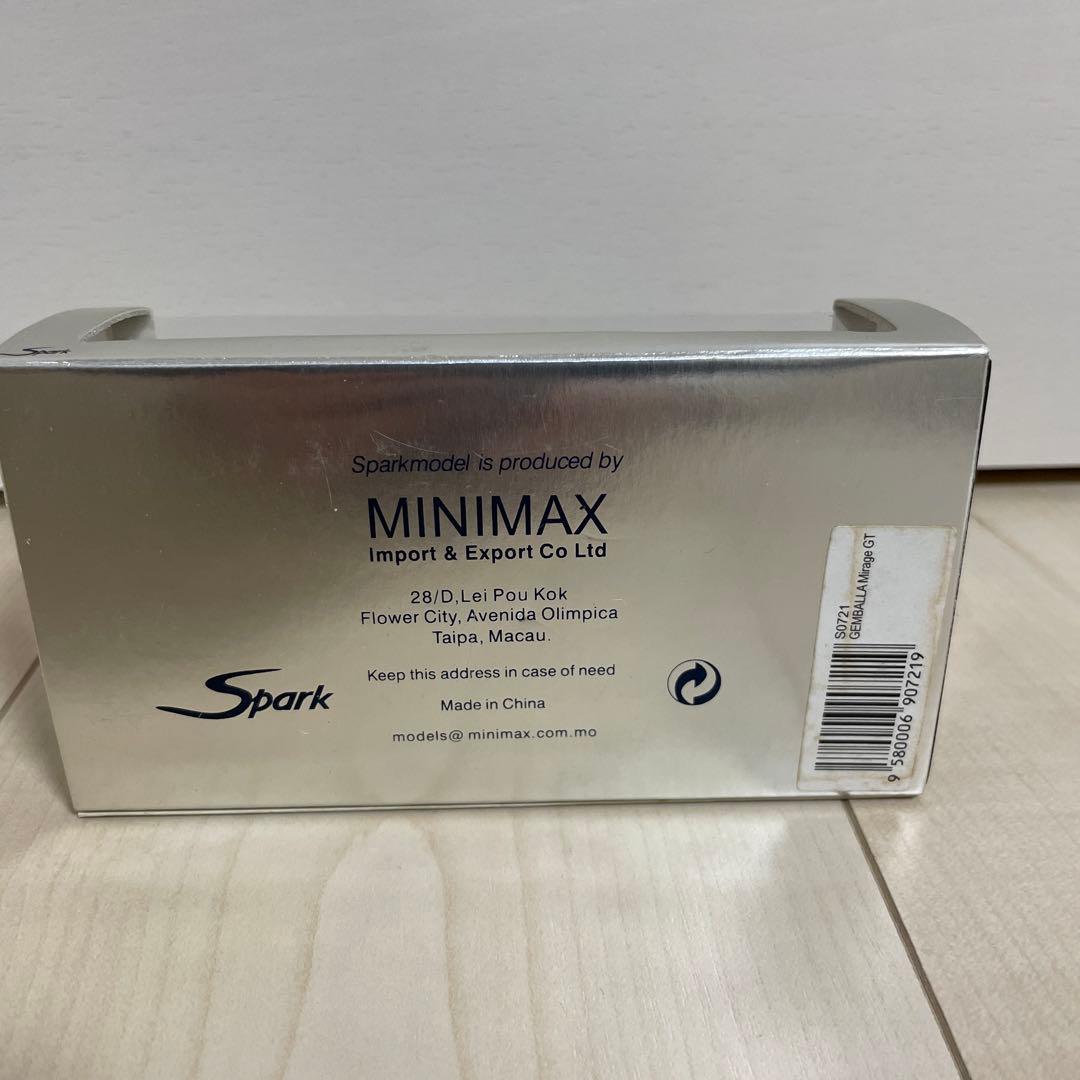 Spark
Sparkmodel is produced by
MINIMAX
Import & Export Co Ltd
28/D,Lei Pou Kok
Flower City, Avenida Olimpica
Taipa, Macau.
Keep this address in case of need
Made in China
models@ minimax.com.mo
Spark
S0721
GEMBALLA Mirage GT
9 580006 907219